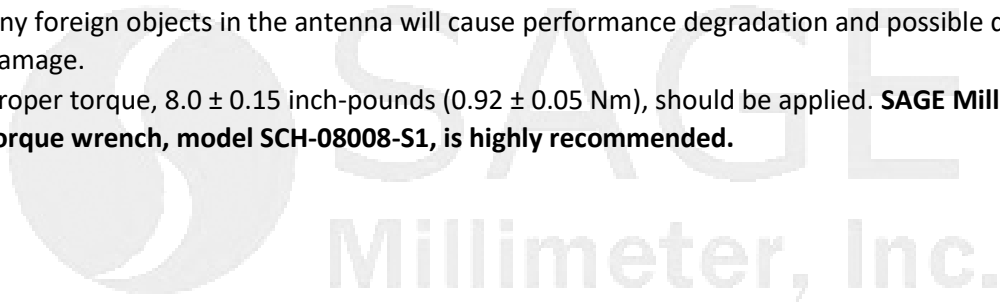 ny foreign objects in the antenna will cause performance degradation and possible
amage.
roper torque, 8.0 ± 0.15 inch-pounds (0.92 ± 0.05 Nm), should be applied. SAGE Mill
orque wrench, model SCH-08008-S1, is highly recommended.
SAGE
Millimeter, Inc.